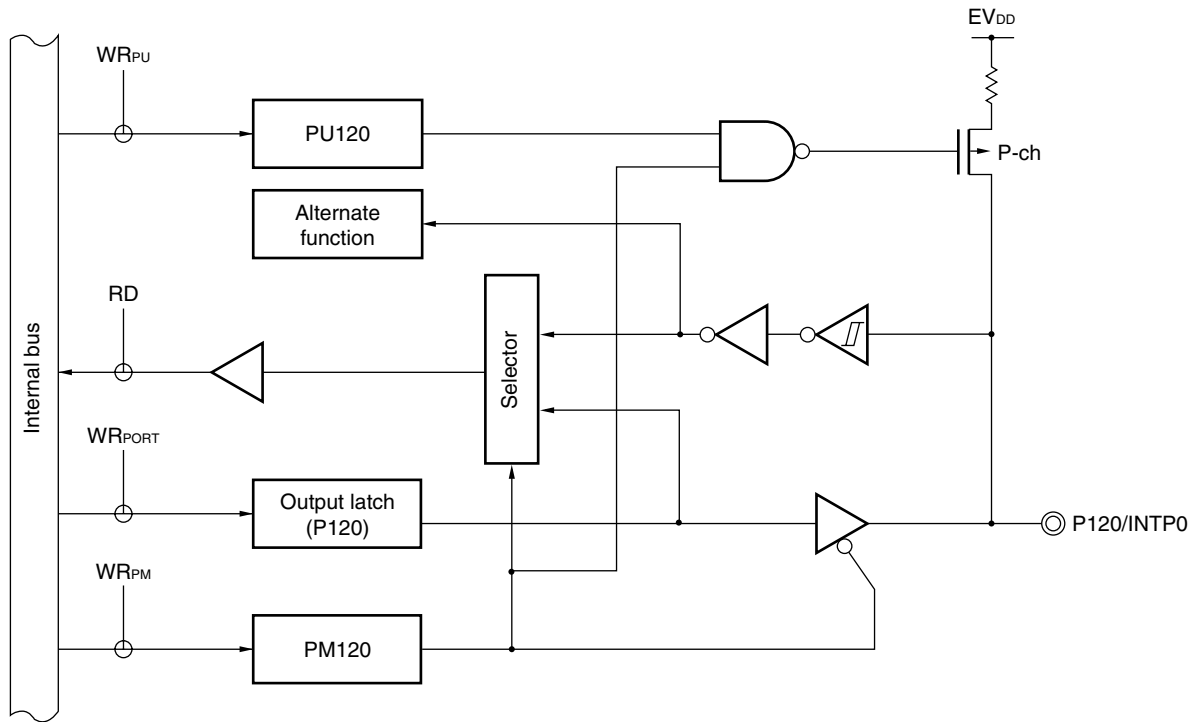 EVDD
WRPU
PU120
P-ch
Alternate
function
RD
Internal bus
Selector
WRPORT
Output latch
(P120)
P120/INTP0
WRPM
PM120